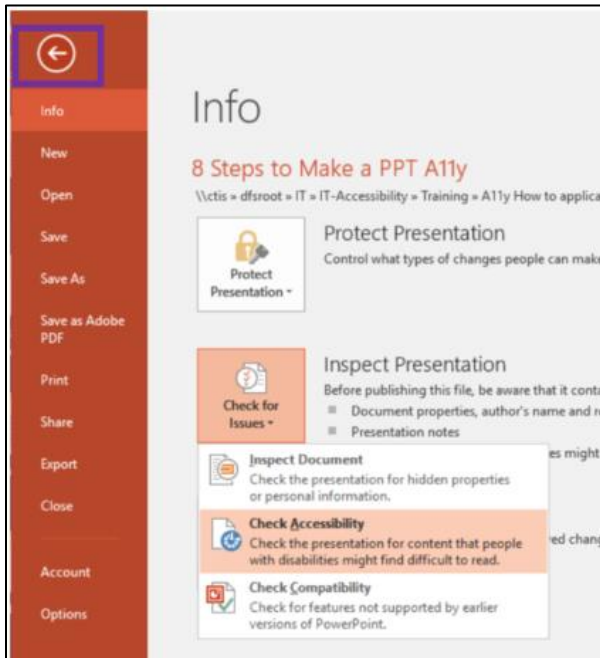 Info
New
Open
Save
Save As
Save as Adobe
PDF
Print
Share
Export
Close
Account
Options
Info
8 Steps to Make a PPT A11y
\\ctis » dfsroot » IT » IT-Accessibility » Training » A11y How to applica
Protect
Presentation
Protect Presentation
Control what types of changes people can make
Check for
Issues
Inspect Presentation
Before publishing this file, be aware that it conta
Document properties, author's name and r
Presentation notes
es might
ed chang
Inspect Document
Check the presentation for hidden properties
or personal information.
Check Accessibility
Check the presentation for content that people
with disabilities might find difficult to read.
Check Compatibility
Check for features not supported by earlier
versions of PowerPoint.